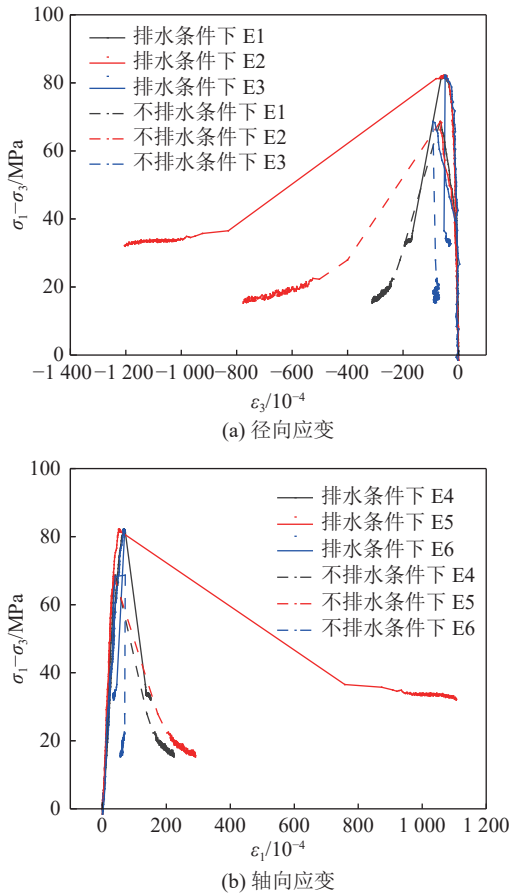 100
80
60
40
20
0
σ₁−σ₃/MPa
排水条件下 E1
排水条件下 E2
排水条件下 E3
不排水条件下 E1
不排水条件下 E2
不排水条件下 E3
−1 400 −1 200 −1 000 −800 −600 −400 −200 0
ε₃/10⁻⁴
(a) 径向应变
100
80
60
40
20
0
σ₁−σ₃/MPa
排水条件下 E4
排水条件下 E5
排水条件下 E6
不排水条件下 E4
不排水条件下 E5
不排水条件下 E6
0 200 400 600 800 1 000 1 200
ε₁/10⁻⁴
(b) 轴向应变